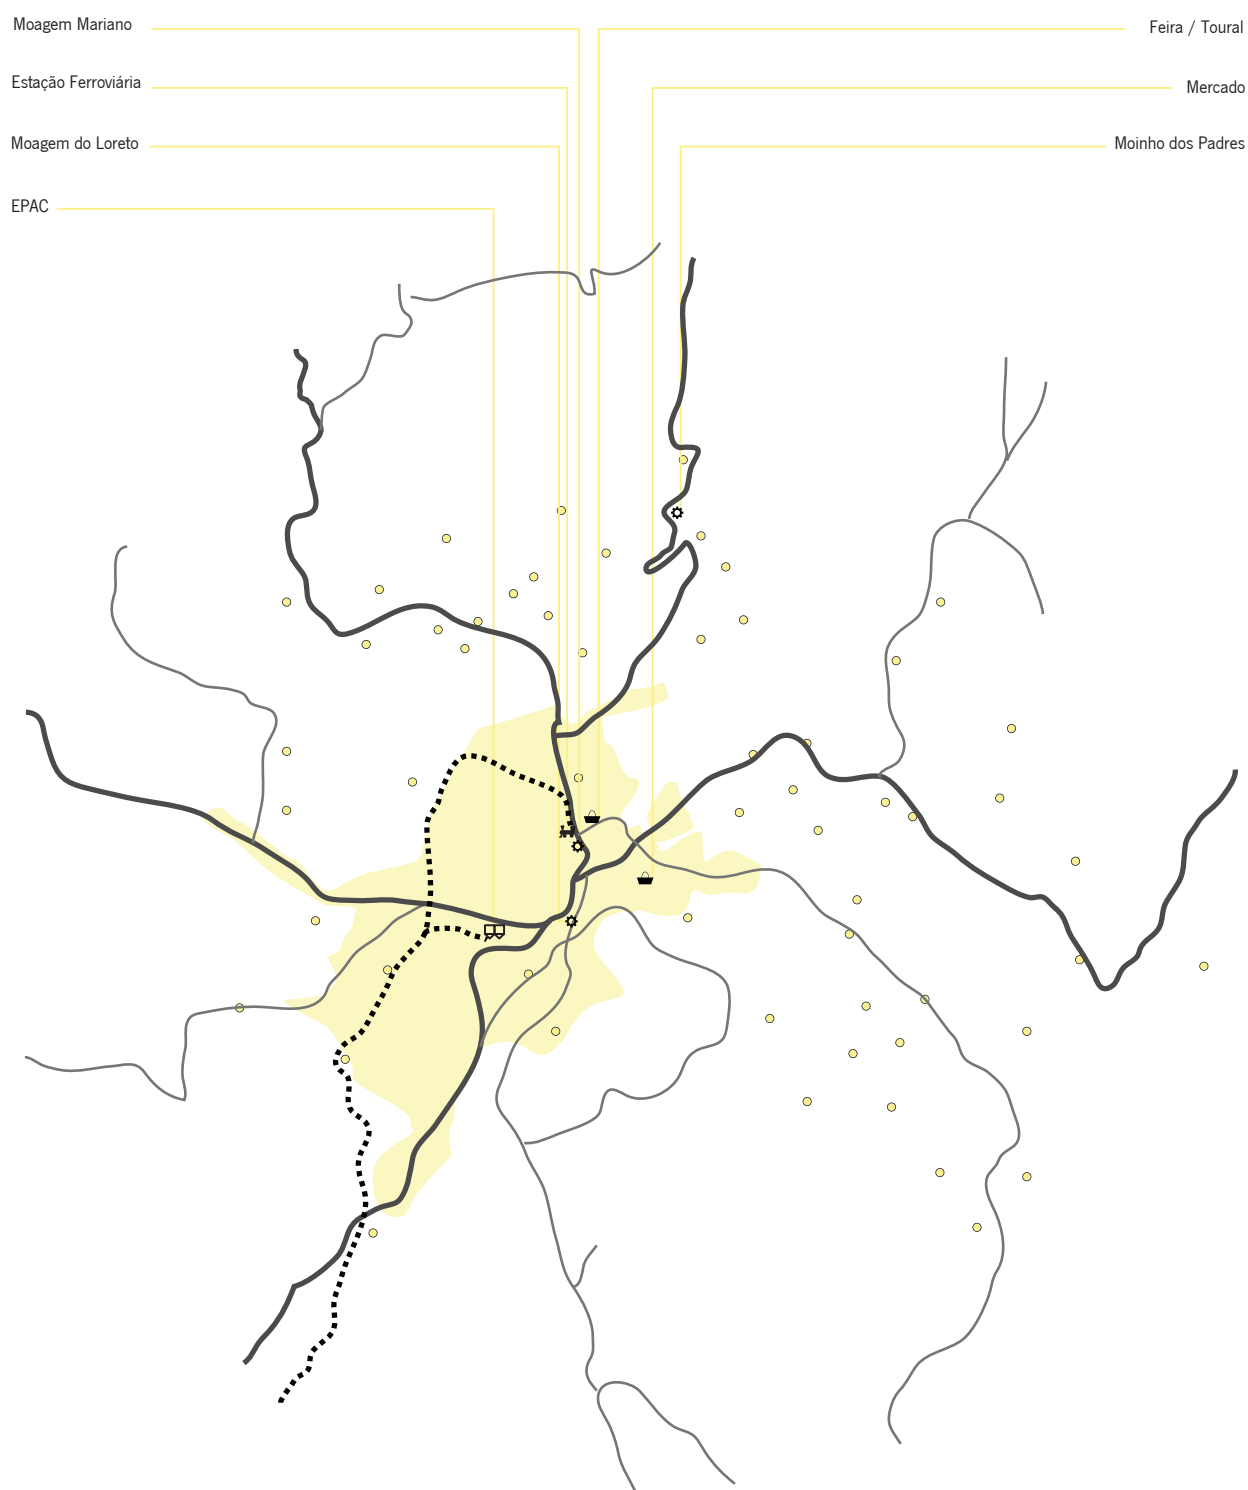 Moagem Mariano
Feira / Toural
Estação Ferroviária
Mercado
Moagem do Loreto
Moinho dos Padres
EPAC